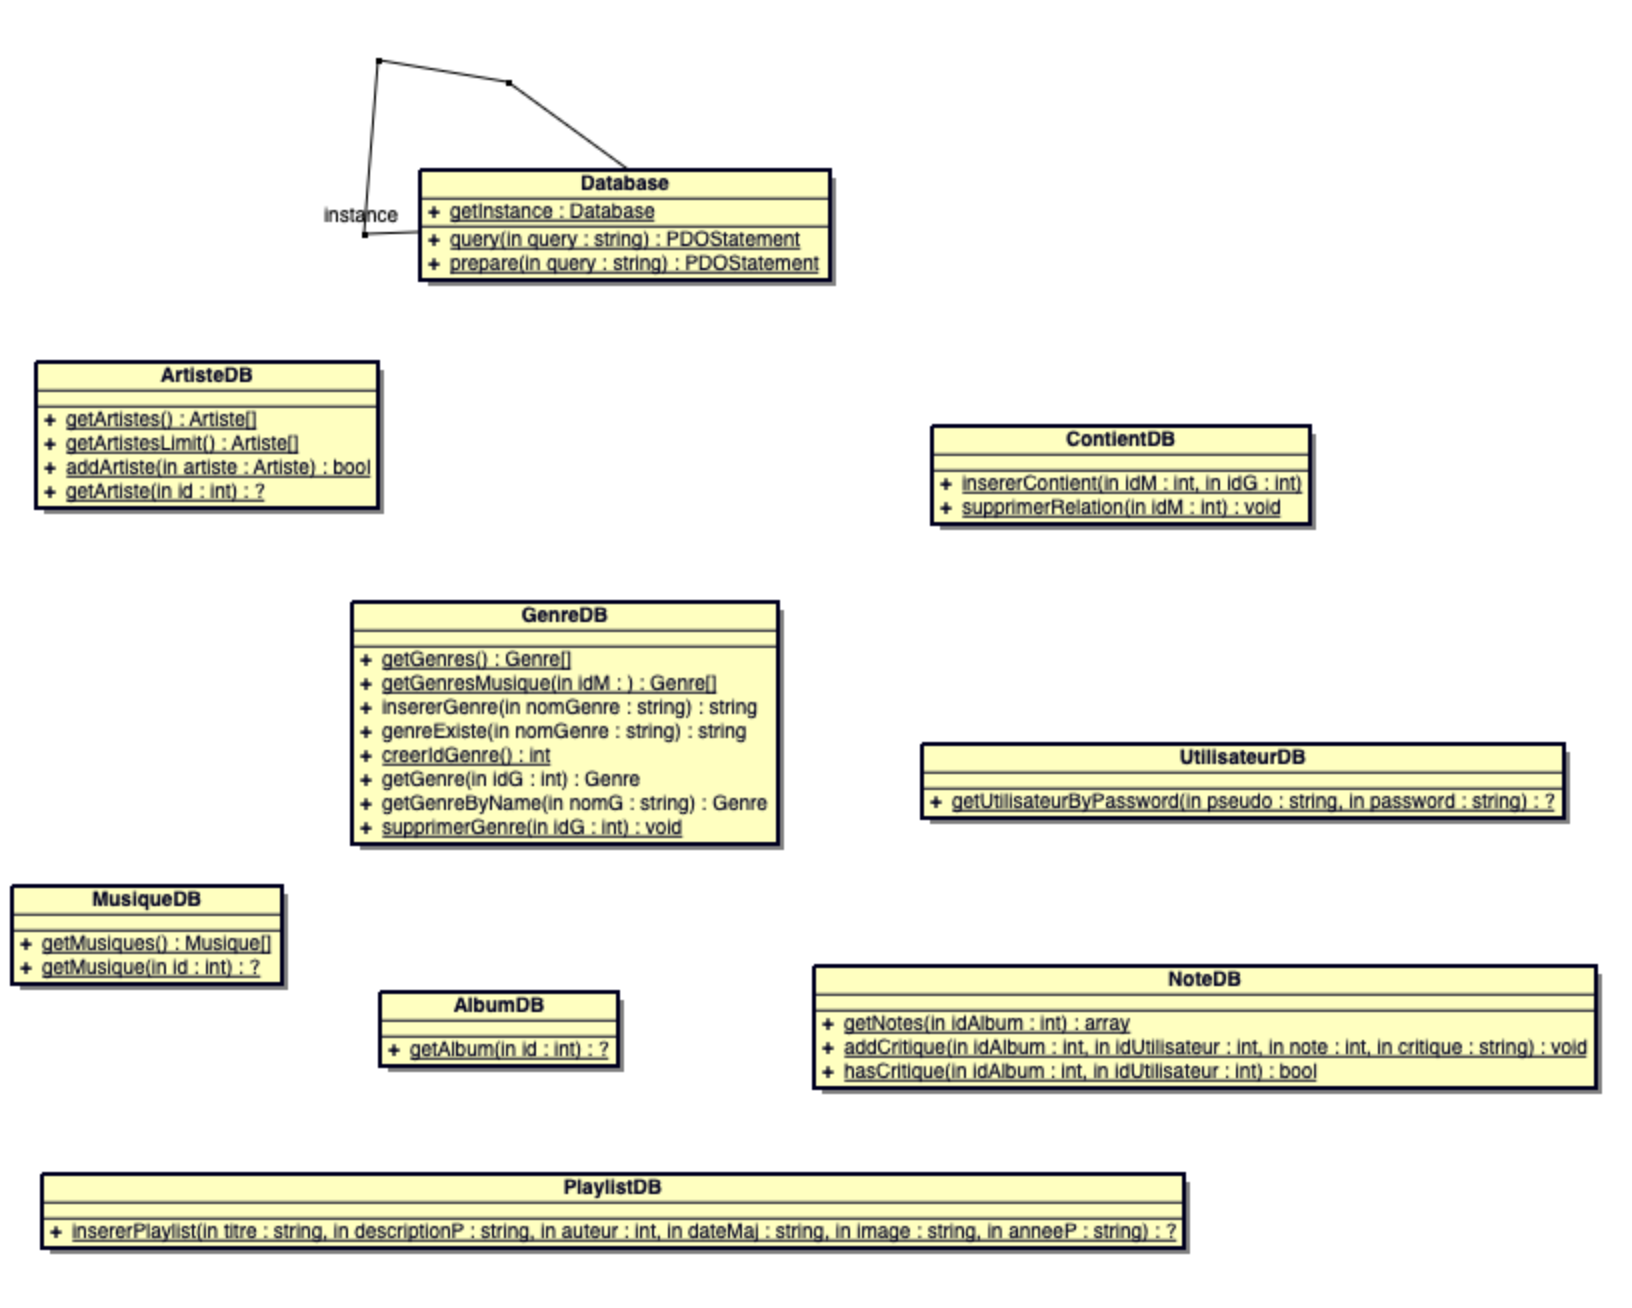 instance
Database
+ getInstance : Database
+ query(in query : string) : PDOStatement
+ prepare(in query : string) : PDOStatement
ArtisteDB
+ getArtistes() : Artiste[]
+ getArtistesLimit() : Artiste[]
+ addArtiste(in artiste : Artiste) : bool
+ getArtiste(in id : int) : ?
ContientDB
+ insererContient(in idM : int, in idG : int)
+ supprimerRelation(in idM : int) : void
GenreDB
+ getGenres() : Genre[]
+ getGenresMusique(in idM : ) : Genre[]
+ insererGenre(in nomGenre : string) : string
+ genreExiste(in nomGenre : string) : string
+ creerIdGenre() : int
+ getGenre(in idG : int) : Genre
+ getGenreByName(in nomG : string) : Genre
+ supprimerGenre(in idG : int) : void
UtilisateurDB
+ getUtilisateurByPassword(in pseudo : string, in password : string) : ?
MusiqueDB
+ getMusiques() : Musique[]
+ getMusique(in id : int) : ?
AlbumDB
+ getAlbum(in id : int) : ?
NoteDB
+ getNotes(in idAlbum : int) : array
+ addCritique(in idAlbum : int, in idUtilisateur : int, in note : int, in critique : string) : void
+ hasCritique(in idAlbum : int, in idUtilisateur : int) : bool
PlaylistDB
+ insererPlaylist(in titre : string, in descriptionP : string, in auteur : int, in dateMaj : string, in image : string, in anneeP : string) : ?